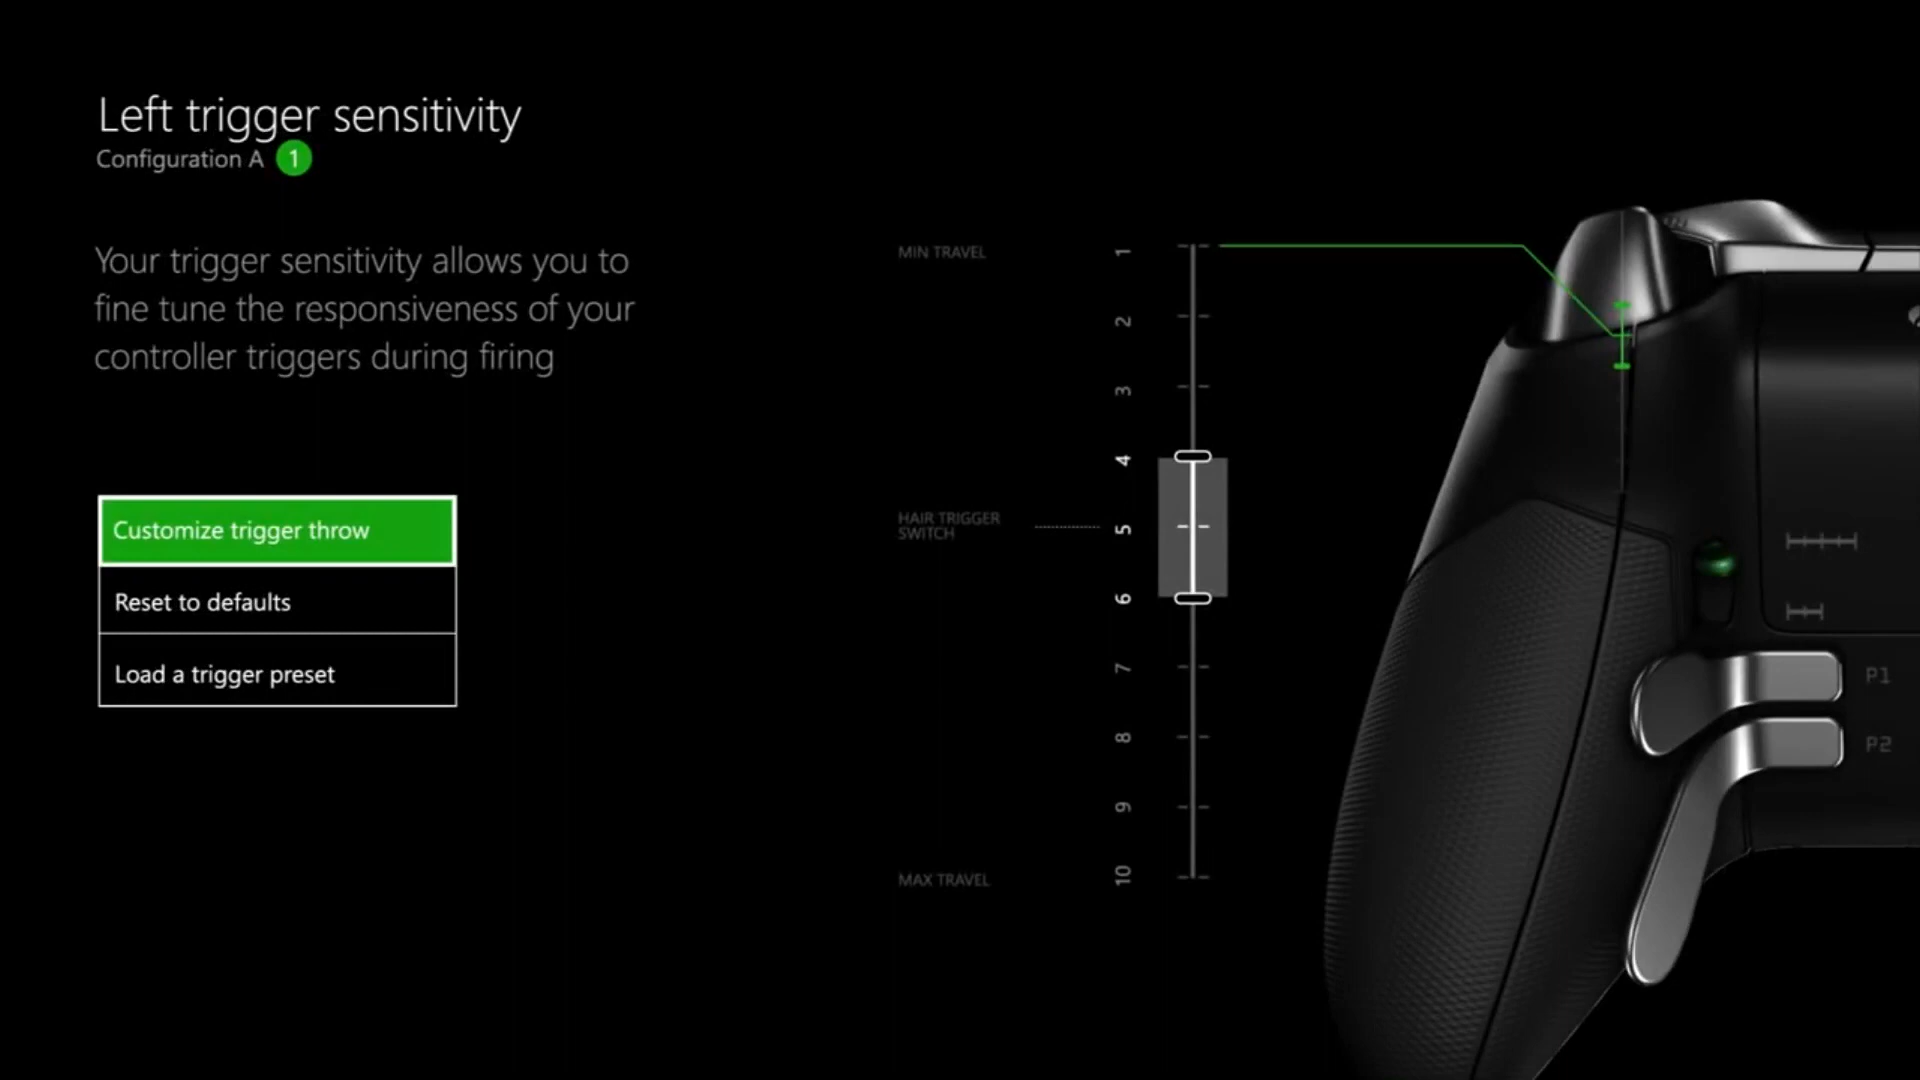 Left trigger sensitivity
Configuration A 1
Your trigger sensitivity allows you to
fine tune the responsiveness of your
controller triggers during firing
Customize trigger throw
Reset to defaults
Load a trigger preset
MIN TRAVEL
HAIR TRIGGER
SWITCH
MAX TRAVEL
1
2
3
4
5
6
7
8
9
10
P1
P2